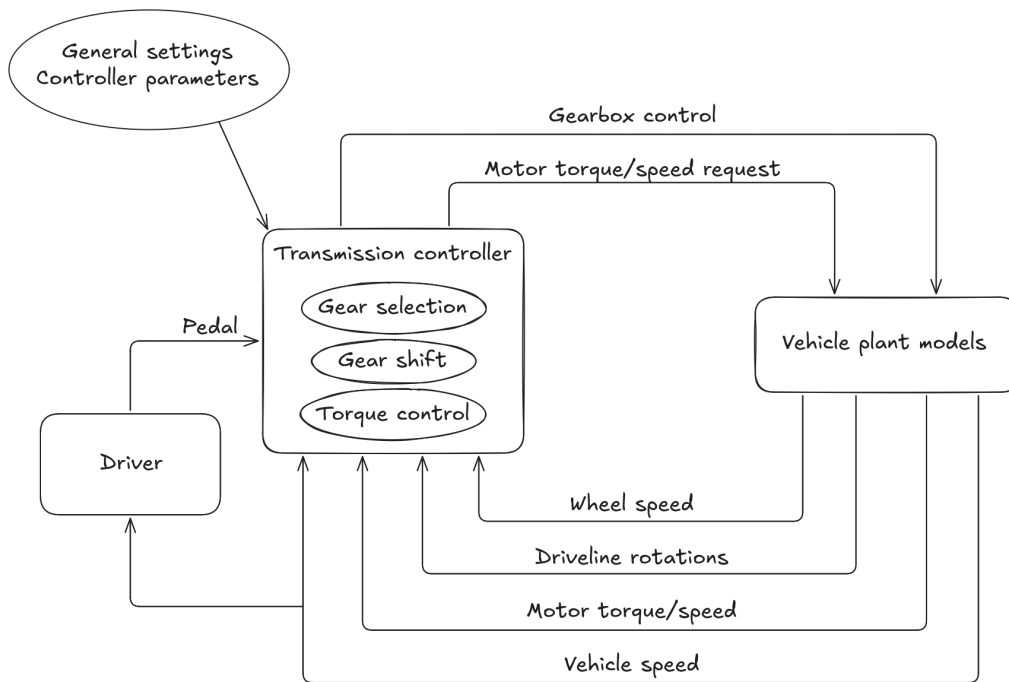 General settings
Controller parameters
Gearbox control
Motor torque/speed request
Transmission controller
Gear selection
Pedal
Gear shift
Vehicle plant models
Torque control
Driver
Wheel speed
Driveline rotations
Motor torque/speed
Vehicle speed